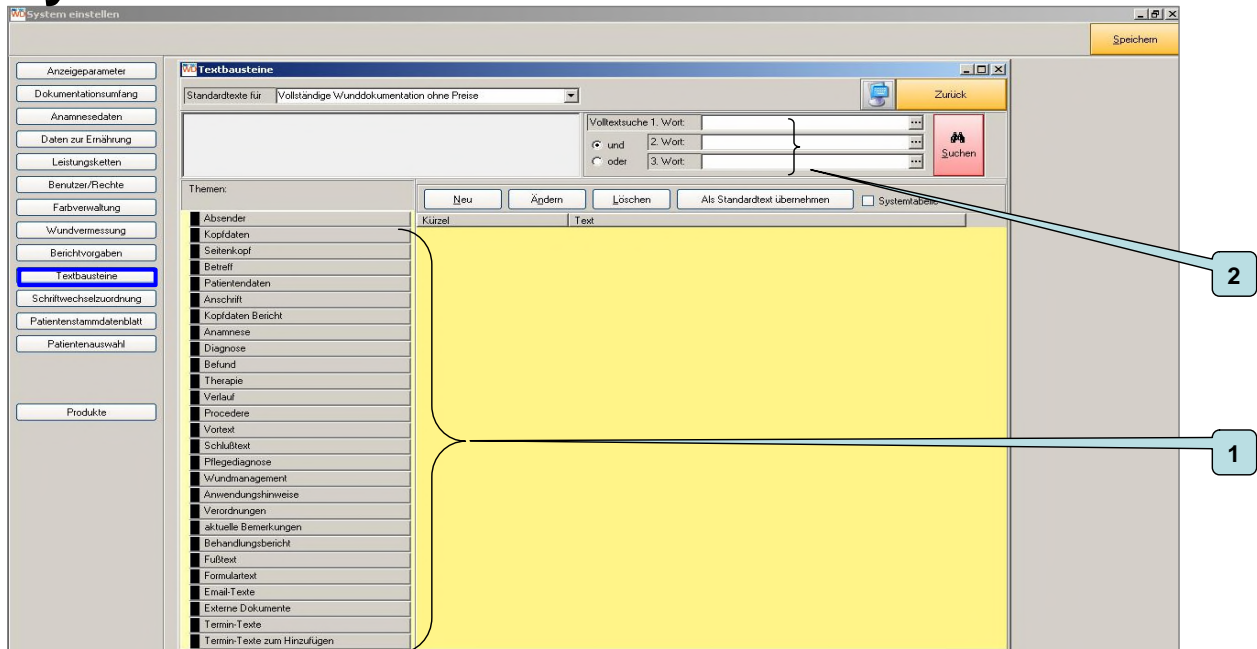 WD System einstellen
Speichern
Anzeigeparameter
Dokumentationsumfang
Anamnesedaten
Daten zur Ernährung
Leistungsketten
Benutzer/Rechte
Farbverwaltung
Wundvermessung
Berichtvorgaben
Textbausteine
Schriftwechselzuordnung
Patientenstammdatenblatt
Patientenauswahl
Produkte
WD Textbausteine
Standardtexte für Vollständige Wunddokumentation ohne Preise
Zurück
Volltextsuche 1. Wort:
und 2. Wort:
oder 3. Wort:
Suchen
Themen:
Neu Ändern Löschen Als Standardtext übernehmen Systemtabelle
Kürzel Text
Absender
Kopfdaten
Seitenkopf
Betreff
Patientendaten
Anschrift
Kopfdaten Bericht
Anamnese
Diagnose
Befund
Therapie
Verlauf
Procedere
Vortext
Schlußtext
Pflegediagnose
Wundmanagement
Anwendungshinweise
Verordnungen
aktuelle Bemerkungen
Behandlungsbericht
Fußtext
Formulartext
Email-Texte
Externe Dokumente
Termin-Texte
Termin-Texte zum Hinzufügen
2
1